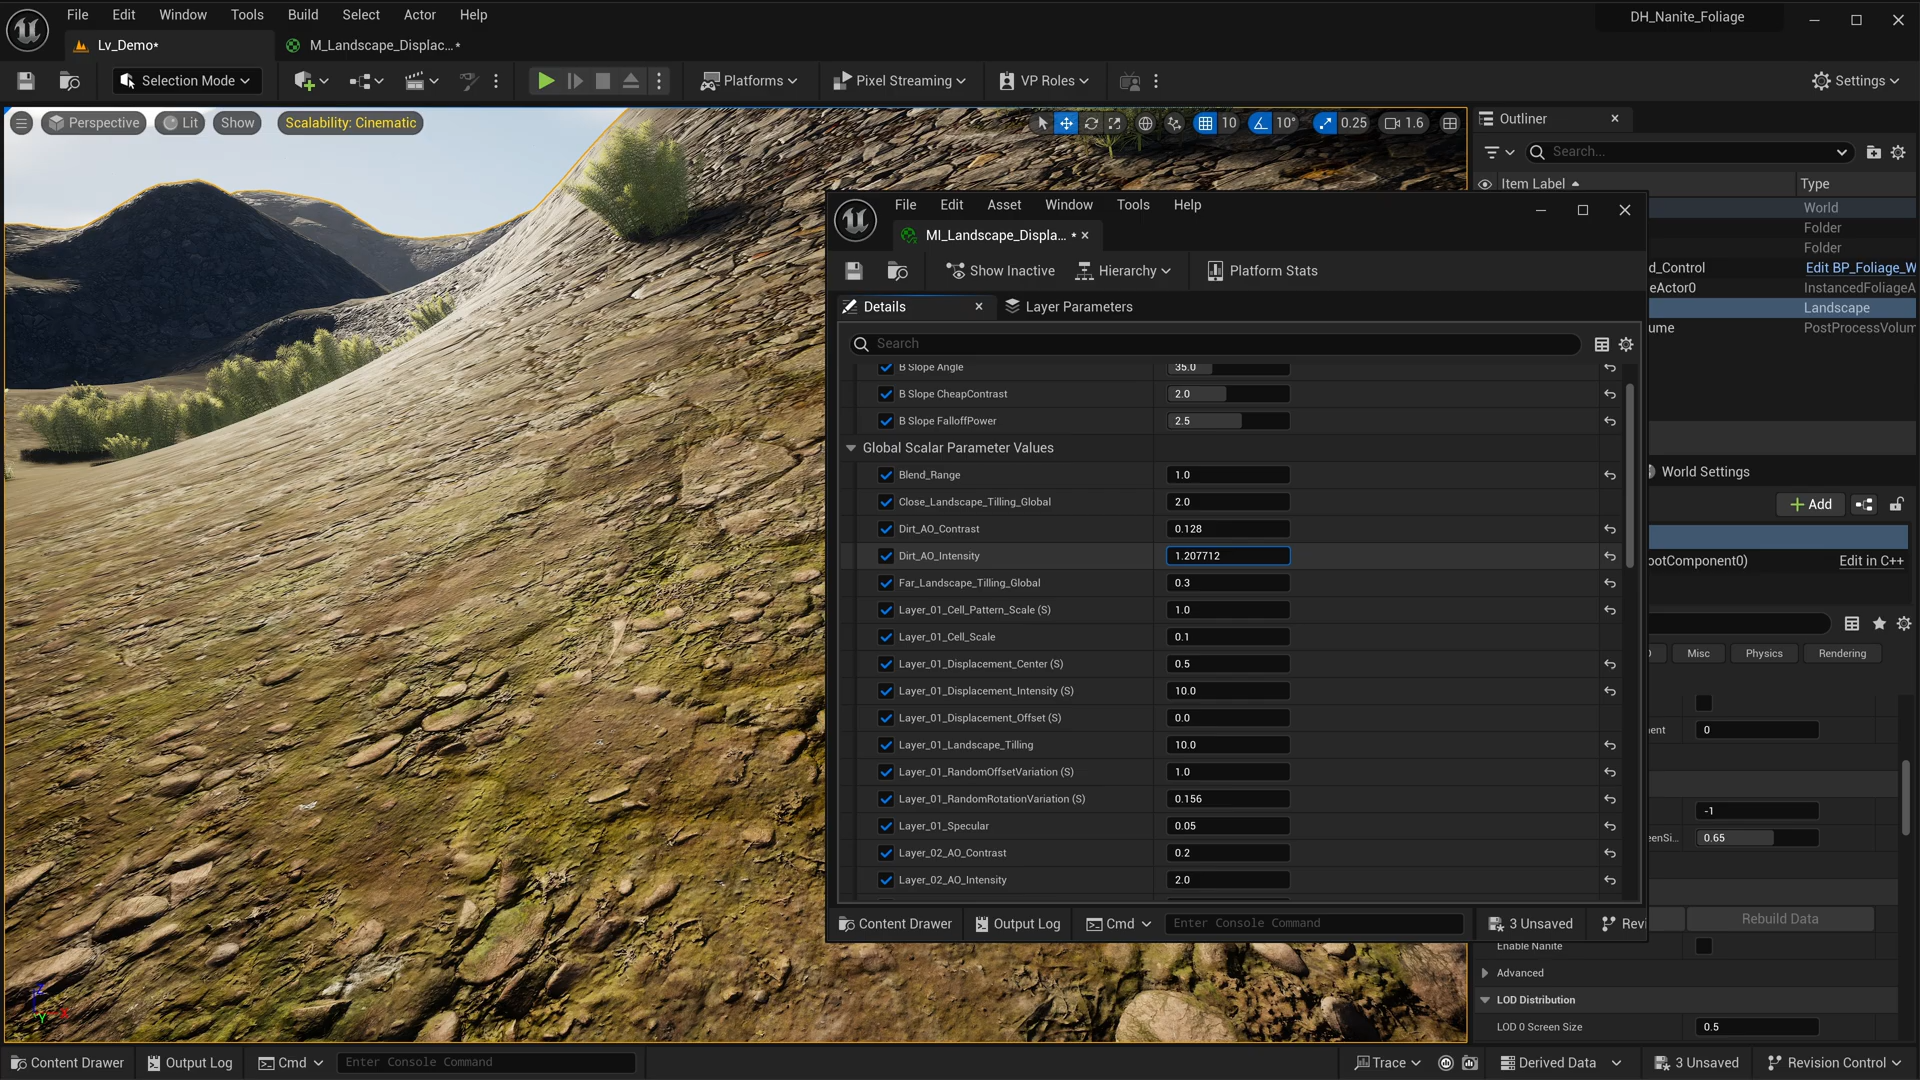 File Edit Window Tools Build Select Actor Help
DH_Nanite_Foliage
Lv_Demo*
M_Landscape_Displac...*
Selection Mode
Platforms
Pixel Streaming
VP Roles
Settings
Perspective
Lit
Show
Scalability: Cinematic
10
10°
0.25
1.6
Outliner
Search...
Item Label
Type
World
Folder
Folder
d_Control
Edit BP_Foliage_W
eActor0
InstancedFoliageA
Landscape
ume
PostProcessVolum
File Edit Asset Window Tools Help
MI_Landscape_Displa... *
Show Inactive
Hierarchy
Platform Stats
Details
Layer Parameters
Search
B Slope Angle 35.0
B Slope CheapContrast 2.0
B Slope FalloffPower 2.5
Global Scalar Parameter Values
Blend_Range 1.0
Close_Landscape_Tilling_Global 2.0
Dirt_AO_Contrast 0.128
Dirt_AO_Intensity 1.207712
Far_Landscape_Tilling_Global 0.3
Layer_01_Cell_Pattern_Scale (S) 1.0
Layer_01_Cell_Scale 0.1
Layer_01_Displacement_Center (S) 0.5
Layer_01_Displacement_Intensity (S) 10.0
Layer_01_Displacement_Offset (S) 0.0
Layer_01_Landscape_Tilling 10.0
Layer_01_RandomOffsetVariation (S) 1.0
Layer_01_RandomRotationVariation (S) 0.156
Layer_01_Specular 0.05
Layer_02_AO_Contrast 0.2
Layer_02_AO_Intensity 2.0
Content Drawer
Output Log
Cmd
Enter Console Command
3 Unsaved
Revi
World Settings
Add
ootComponent0)
Edit in C++
Misc
Physics
Rendering
ent 0
-1
enSi... 0.65
Rebuild Data
Enable Nanite
Advanced
LOD Distribution
LOD 0 Screen Size 0.5
Content Drawer
Output Log
Cmd
Enter Console Command
Trace
Derived Data
3 Unsaved
Revision Control